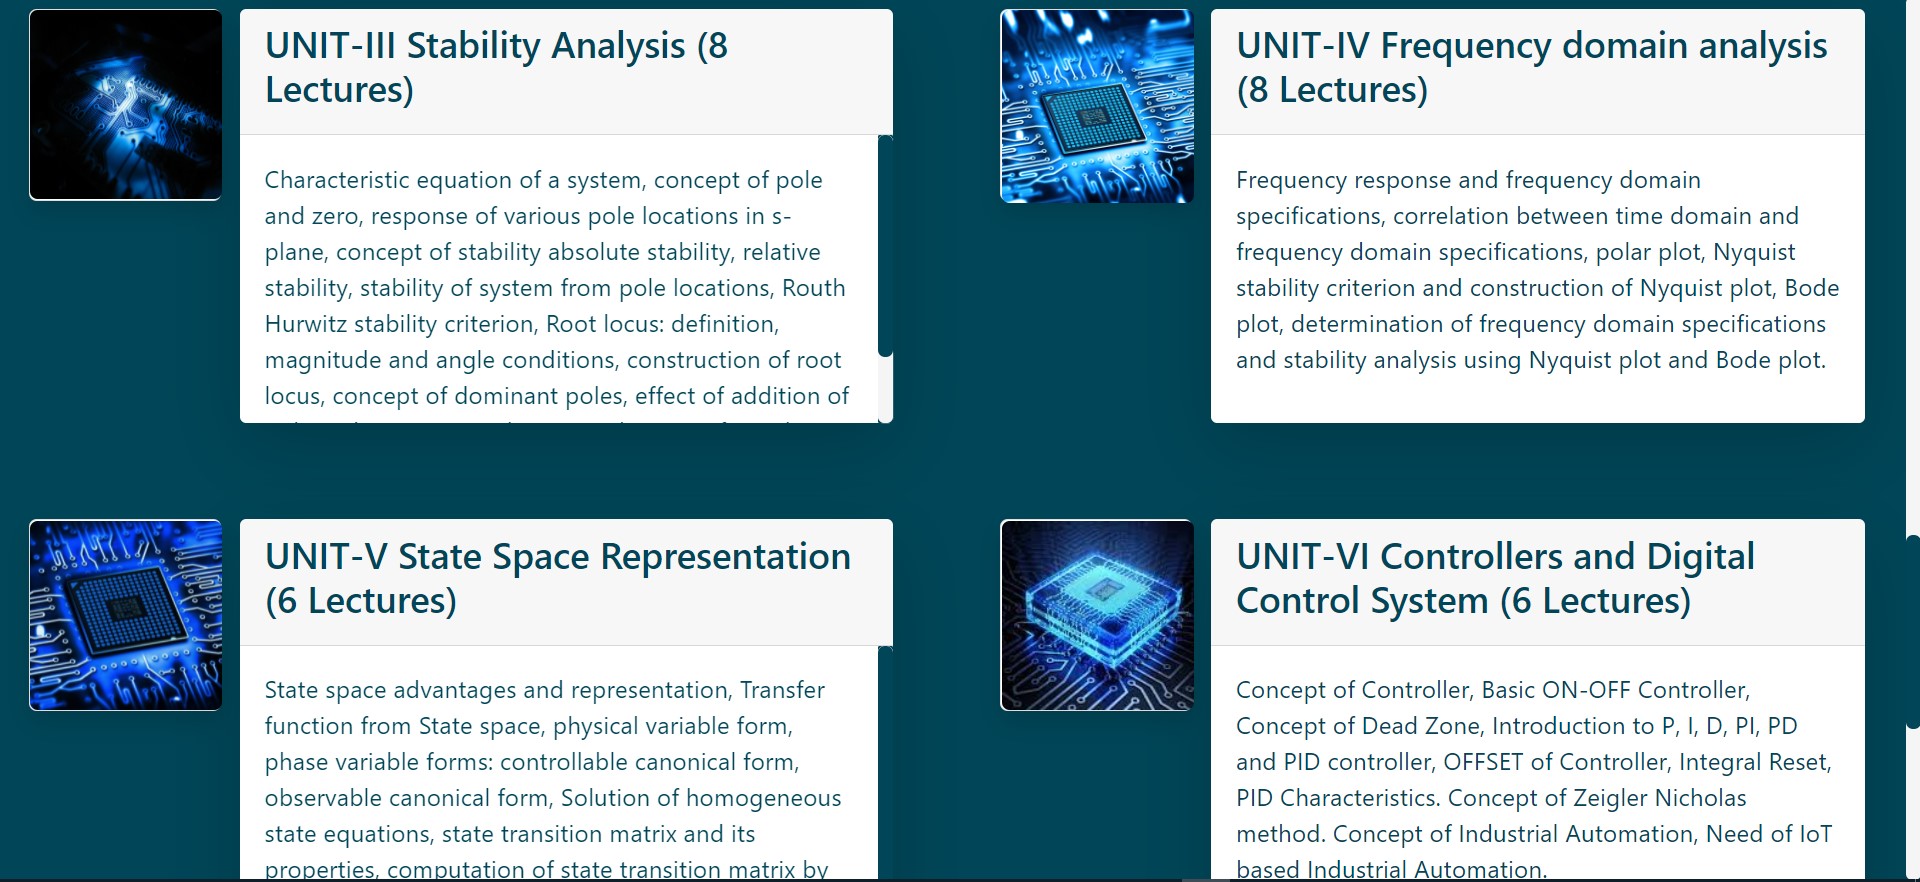 UNIT-III Stability Analysis (8
Lectures)
Characteristic equation of a system, concept of pole
and zero, response of various pole locations in s-
plane, concept of stability absolute stability, relative
stability, stability of system from pole locations, Routh
Hurwitz stability criterion, Root locus: definition,
magnitude and angle conditions, construction of root
locus, concept of dominant poles, effect of addition of
UNIT-IV Frequency domain analysis
(8 Lectures)
Frequency response and frequency domain
specifications, correlation between time domain and
frequency domain specifications, polar plot, Nyquist
stability criterion and construction of Nyquist plot, Bode
plot, determination of frequency domain specifications
and stability analysis using Nyquist plot and Bode plot.
UNIT-V State Space Representation
(6 Lectures)
State space advantages and representation, Transfer
function from State space, physical variable form,
phase variable forms: controllable canonical form,
observable canonical form, Solution of homogeneous
state equations, state transition matrix and its
properties, computation of state transition matrix by
UNIT-VI Controllers and Digital
Control System (6 Lectures)
Concept of Controller, Basic ON-OFF Controller,
Concept of Dead Zone, Introduction to P, I, D, PI, PD
and PID controller, OFFSET of Controller, Integral Reset,
PID Characteristics. Concept of Zeigler Nicholas
method. Concept of Industrial Automation, Need of IoT
based Industrial Automation.